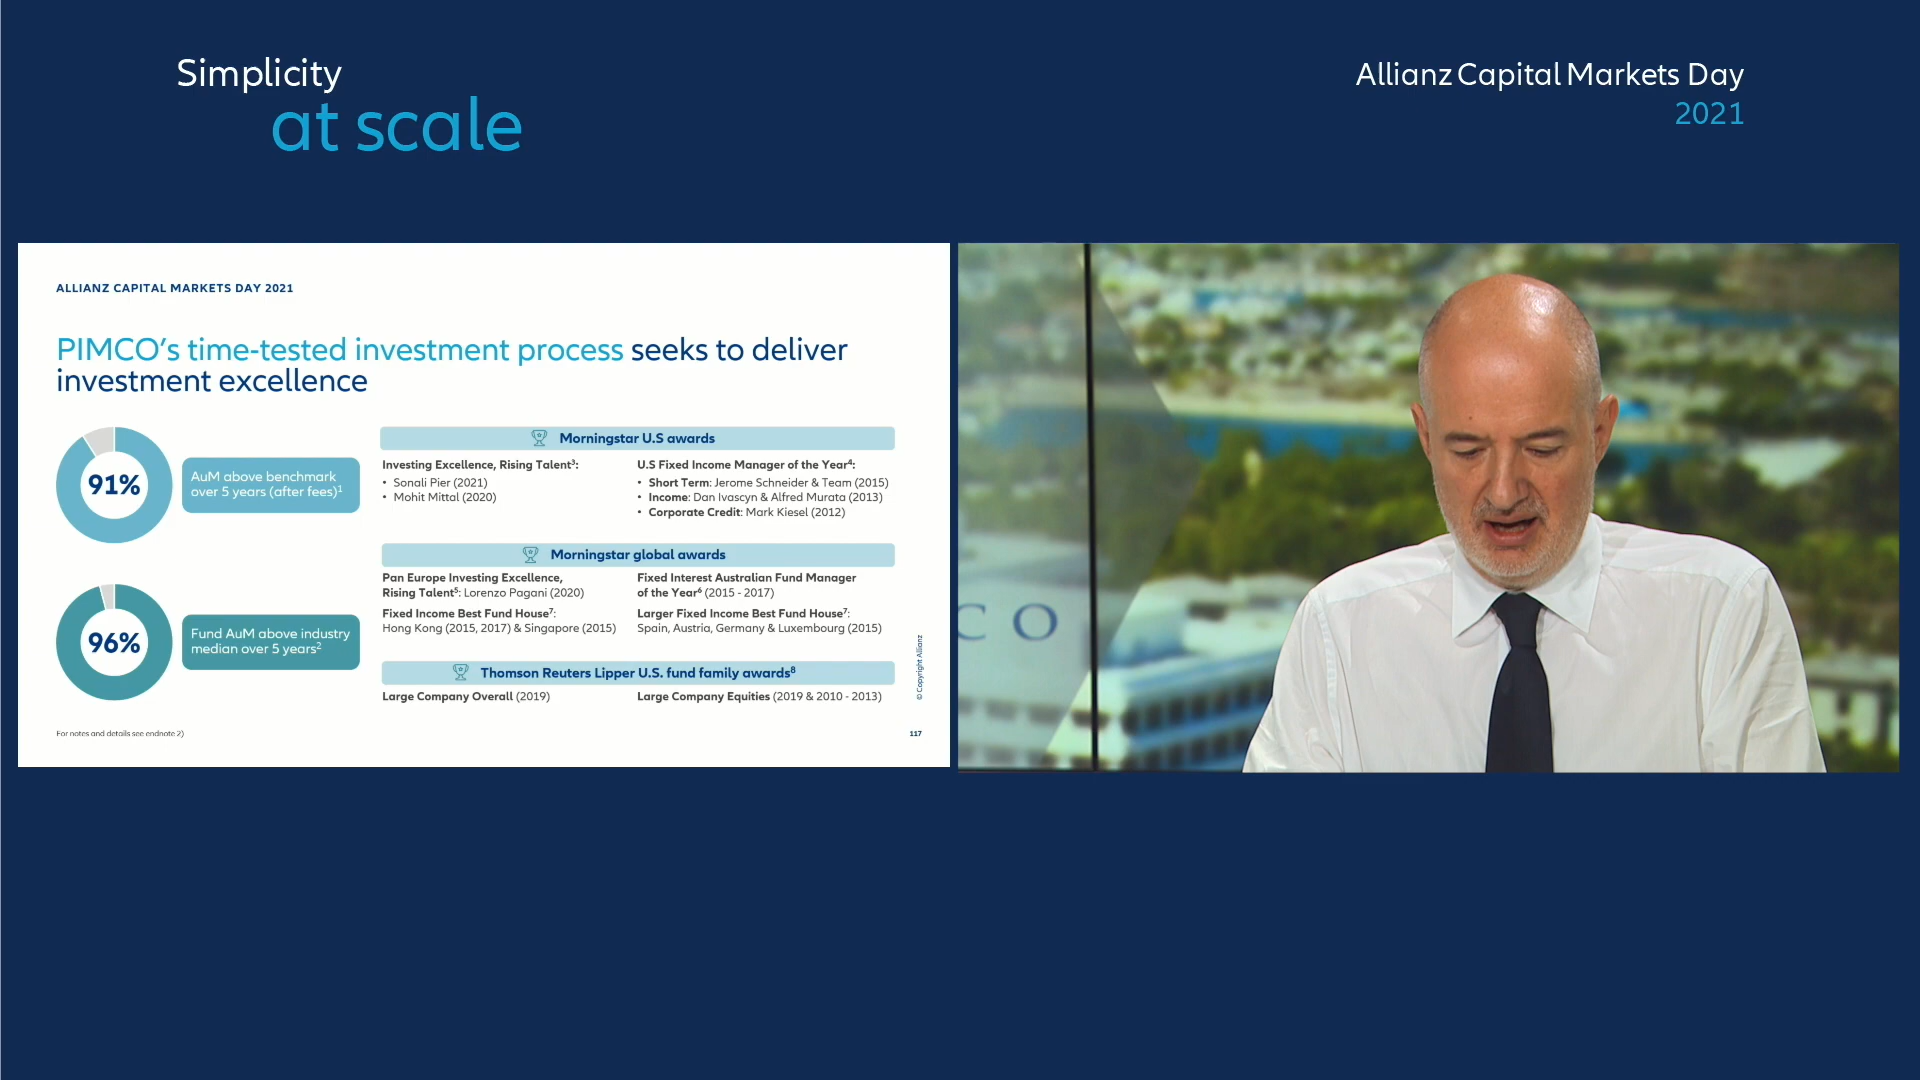 Simplicity
at scale
Allianz Capital Markets Day
2021
ALLIANZ CAPITAL MARKETS DAY 2021
PIMCO's time-tested investment process seeks to deliver
investment excellence
91%
AuM above benchmark
over 5 years (after fees)¹
96%
Fund AuM above industry
median over 5 years²
Morningstar U.S awards
Investing Excellence, Rising Talent³:
• Sonali Pier (2021)
• Mohit Mittal (2020)
U.S Fixed Income Manager of the Year⁴:
• Short Term: Jerome Schneider & Team (2015)
• Income: Dan Ivascyn & Alfred Murata (2013)
• Corporate Credit: Mark Kiesel (2012)
Morningstar global awards
Pan Europe Investing Excellence,
Rising Talent⁵: Lorenzo Pagani (2020)
Fixed Income Best Fund House⁷:
Hong Kong (2015, 2017) & Singapore (2015)
Fixed Interest Australian Fund Manager
of the Year⁶ (2015 - 2017)
Larger Fixed Income Best Fund House⁷:
Spain, Austria, Germany & Luxembourg (2015)
Thomson Reuters Lipper U.S. fund family awards⁸
Large Company Overall (2019)
Large Company Equities (2019 & 2010 - 2013)
© Copyright Allianz
For notes and details see endnote 2)
117
CO